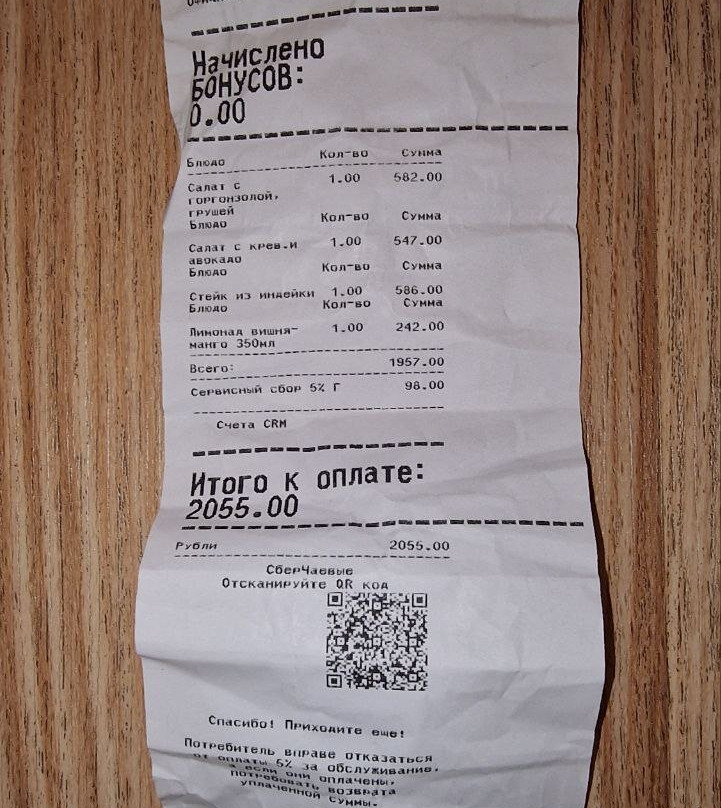 Начислено
БОНУСОВ:
0.00
Блюдо Кол-во Сумма
Салат с 1.00 582.00
горгонзолой,
грушей
Блюдо Кол-во Сумма
Салат с крев.и 1.00 547.00
авокадо
Блюдо Кол-во Сумма
Стейк из индейки 1.00 586.00
Блюдо Кол-во Сумма
Лимонад вишня- 1.00 242.00
манго 350мл
Всего: 1957.00
Сервисный сбор 5% Г 98.00
Счета CRM
Итого к оплате:
2055.00
Рубли 2055.00
СберЧаевые
Отсканируйте QR код
Спасибо! Приходите еще!
Потребитель вправе отказаться
от оплаты 5% за обслуживание,
а если они оплачены,
потребовать возврата
уплаченной суммы.